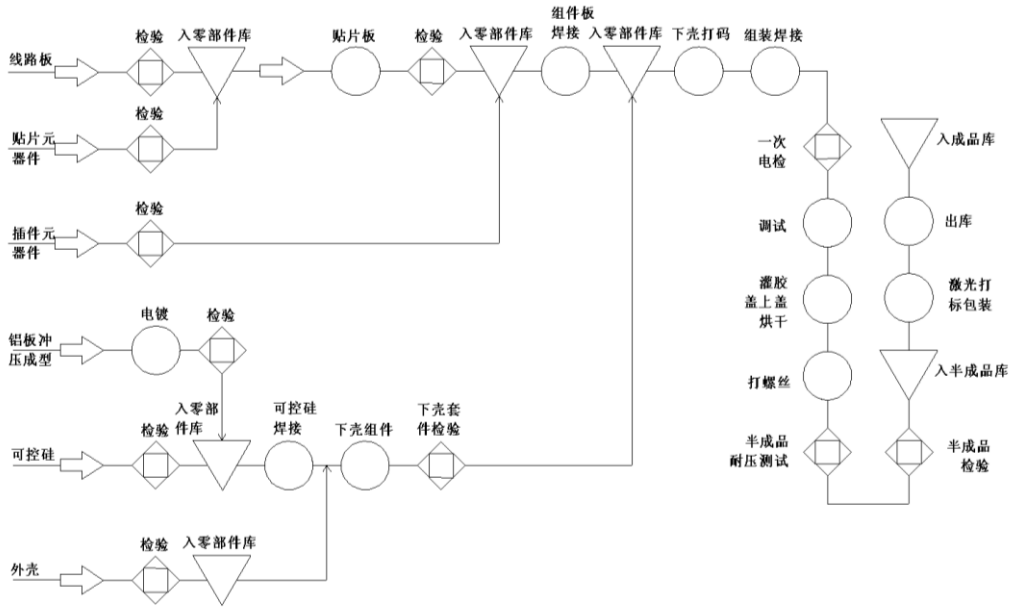 线路板
检验
入零部件库
贴片板
检验
入零部件库
组件板
焊接
入零部件库
下壳打码
组装焊接
贴片元
器件
检验
插件元
器件
检验
铝板冲
压成型
电镀
检验
可控硅
检验
入零部
件库
可控硅
焊接
下壳组件
下壳套
件检验
外壳
检验
入零部件库
一次
电检
调试
灌胶
盖上盖
烘干
打螺丝
半成品
耐压测试
半成品
检验
入半成品库
激光打
标包装
出库
入成品库